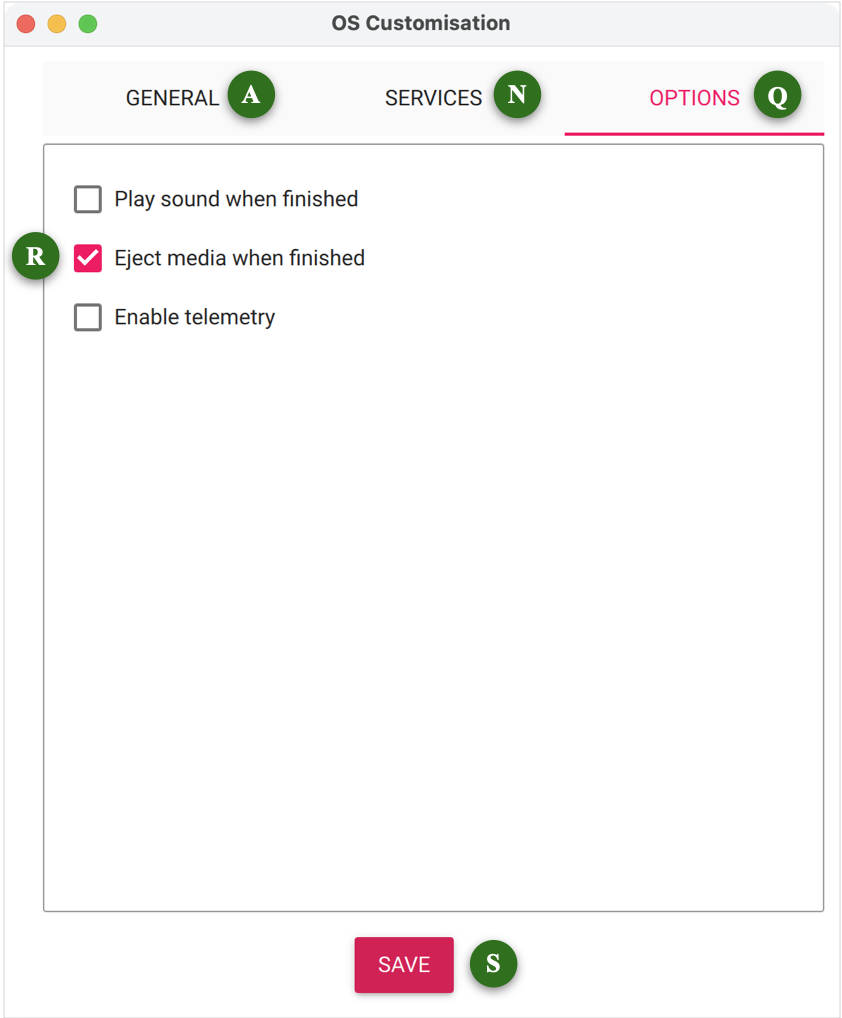 OS Customisation
GENERAL A SERVICES N OPTIONS Q
Play sound when finished
R Eject media when finished
Enable telemetry
SAVE S